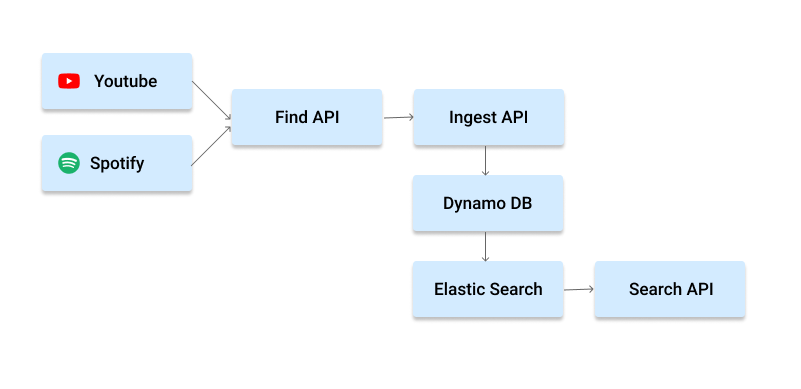 Youtube
Spotify
Find API
Ingest API
Dynamo DB
Elastic Search
Search API